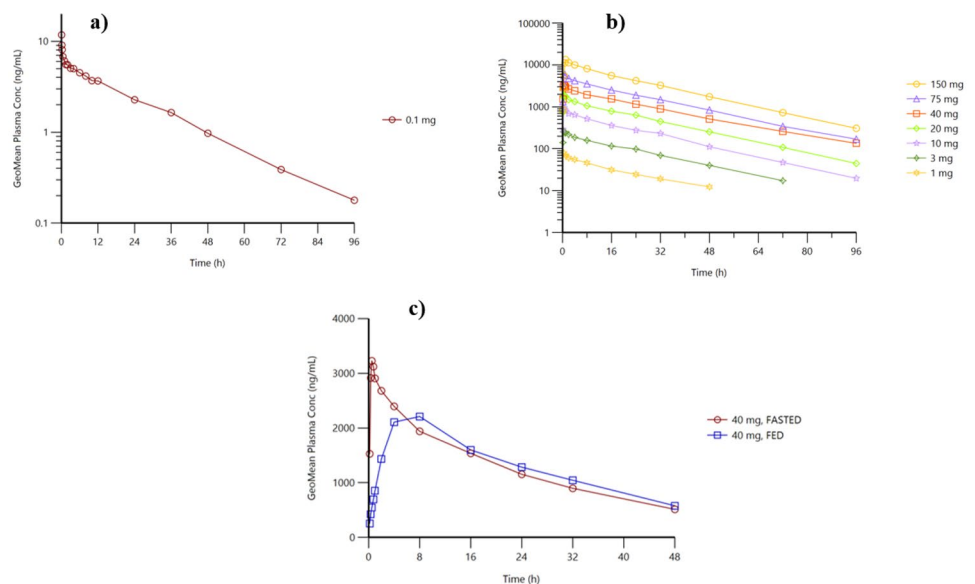 a)
10
1
0.1
GeoMean Plasma Conc (ng/mL)
0 12 24 36 48 60 72 84 96
Time (h)
0.1 mg
b)
100000
10000
1000
100
10
1
GeoMean Plasma Conc (ng/mL)
0 16 32 48 64 80 96
Time (h)
150 mg
75 mg
40 mg
20 mg
10 mg
3 mg
1 mg
c)
4000
3000
2000
1000
0
GeoMean Plasma Conc (ng/mL)
0 8 16 24 32 40 48
Time (h)
40 mg, FASTED
40 mg, FED